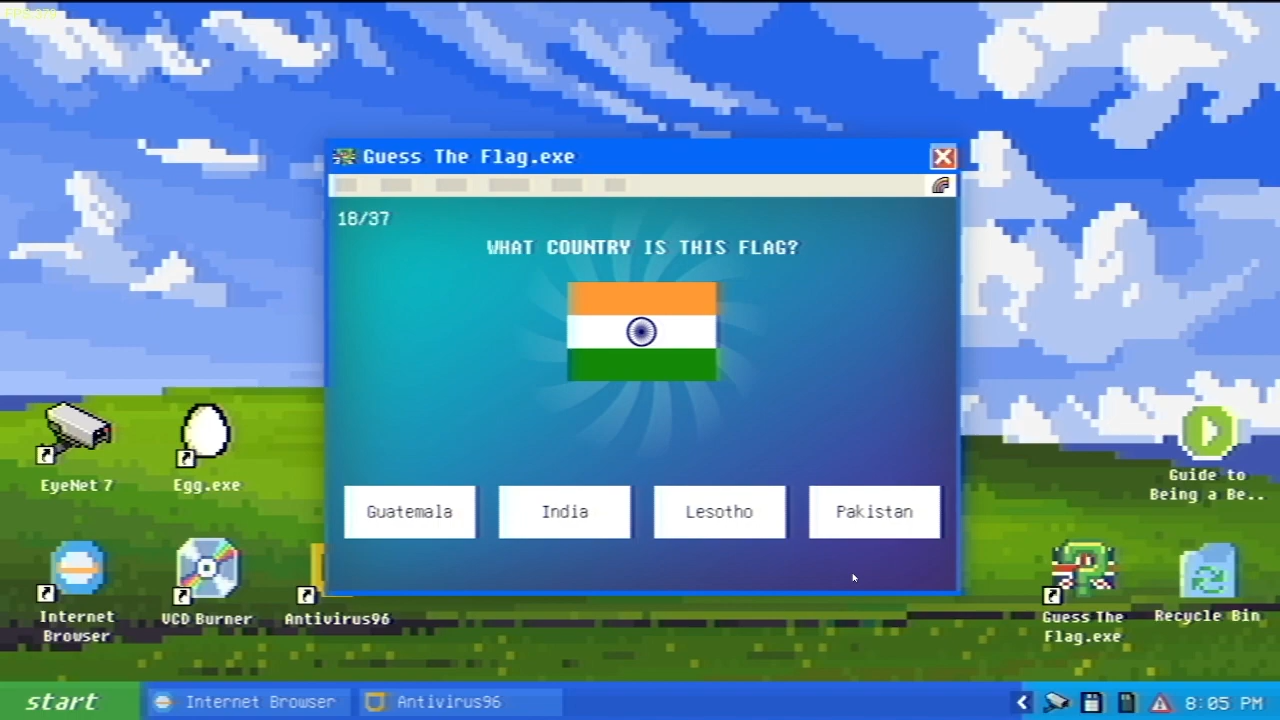 Guess The Flag.exe
18/37
WHAT COUNTRY IS THIS FLAG?
Guatemala
India
Lesotho
Pakistan
EyeNet 7
Egg.exe
Guide to
Being a Be..
Internet
Browser
VCD Burner
Antivirus96
Guess The
Flag.exe
Recycle Bin
start
Internet Browser
Antivirus96
8:05 PM